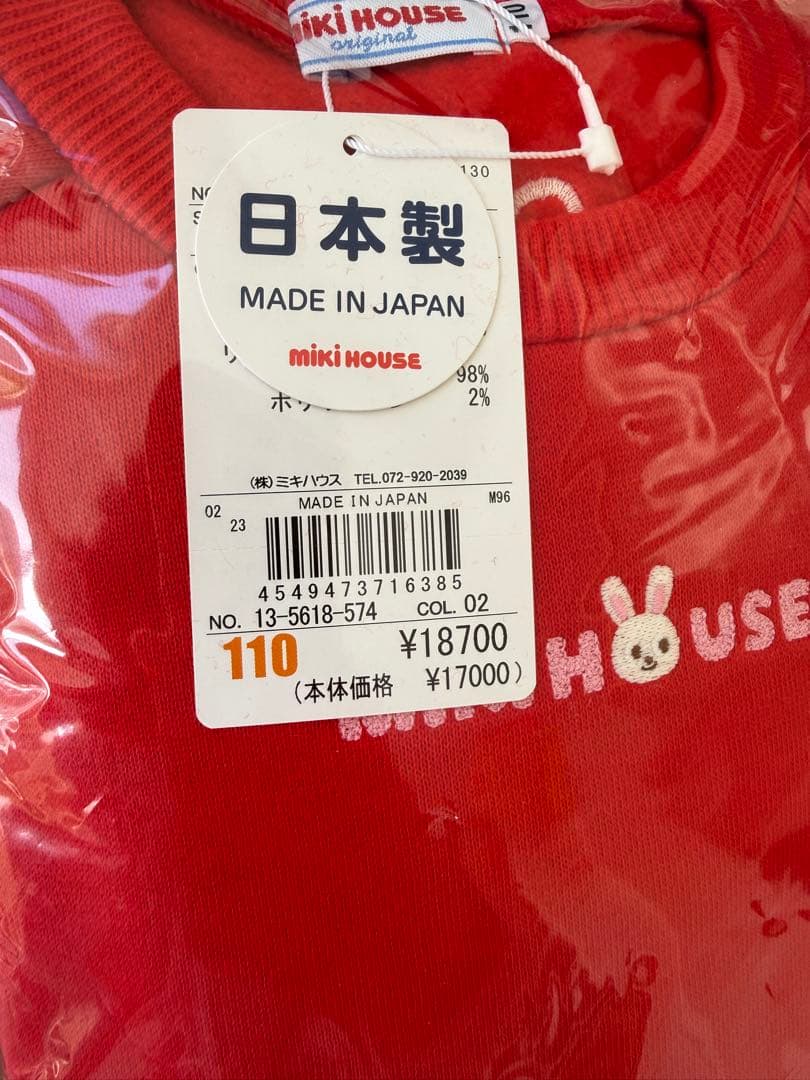 miki HOUSE
original
130
NO
日本製
MADE IN JAPAN
miki HOUSE
98%
2%
(株)ミキハウス TEL.072-920-2039
MADE IN JAPAN
M96
02
23
4549473716385
NO. 13-5618-574 COL. 02
110 ¥18700
(本体価格 ¥17000)
HOUSE